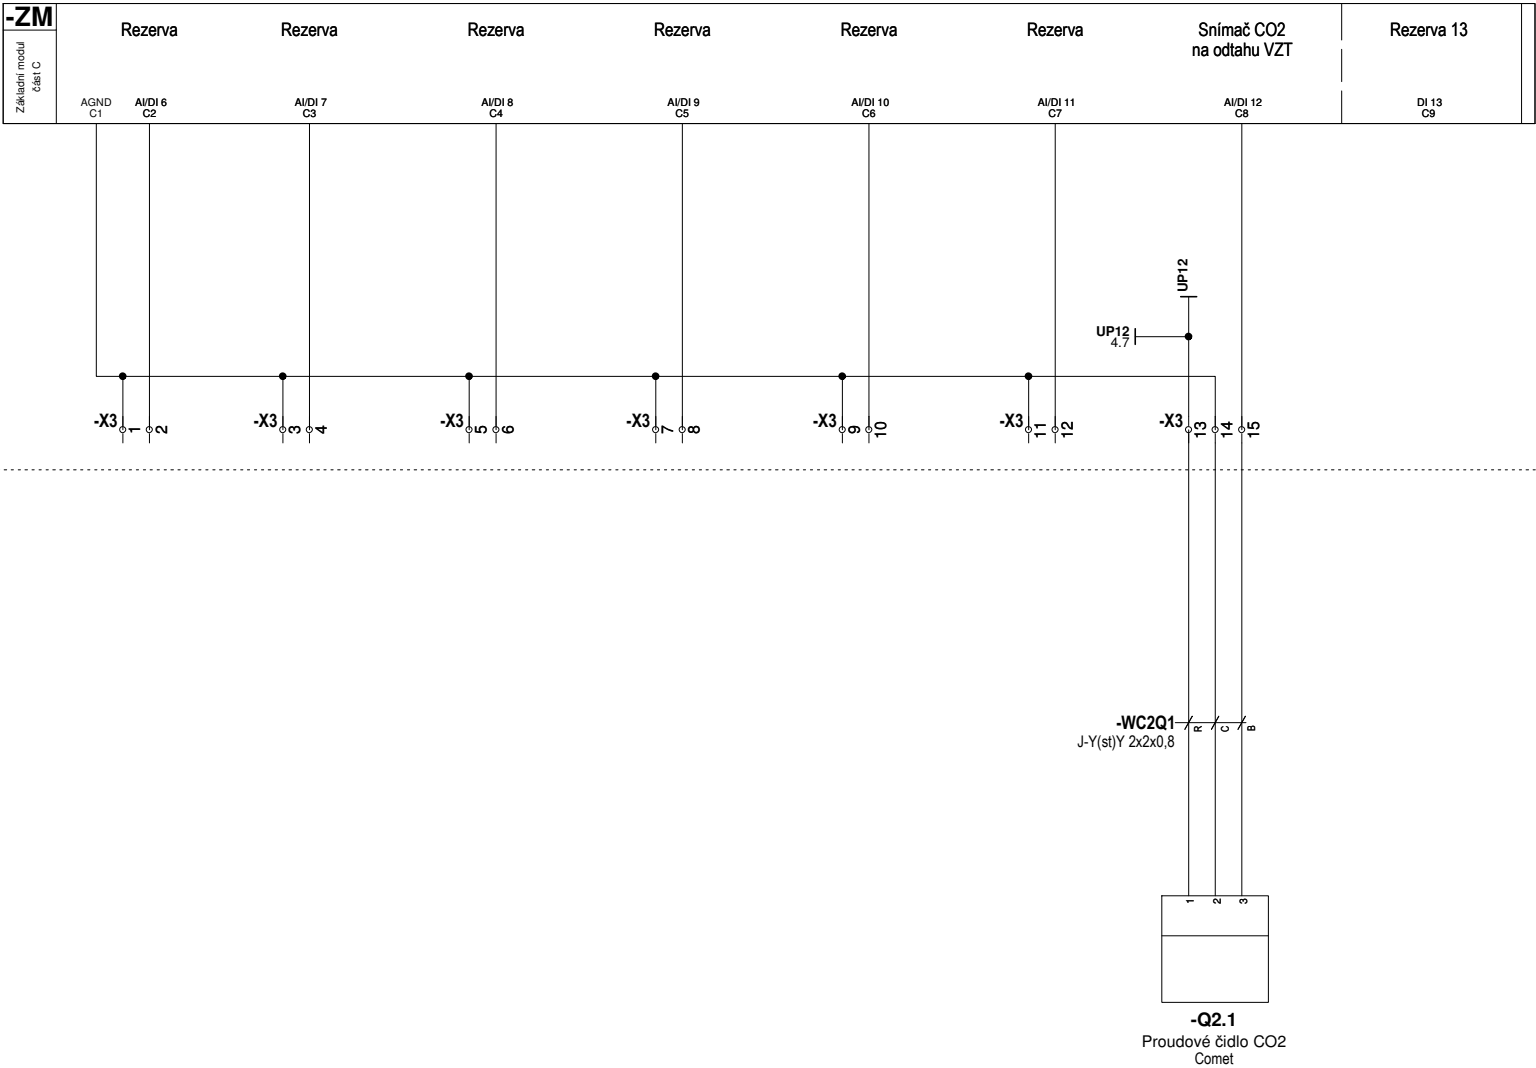 -ZM
Základní modul
část C
Rezerva
Rezerva
Rezerva
Rezerva
Rezerva
Rezerva
Snímač CO2
na odtahu VZT
Rezerva 13
AGND
C1
AI/DI 6
C2
AI/DI 7
C3
AI/DI 8
C4
AI/DI 9
C5
AI/DI 10
C6
AI/DI 11
C7
AI/DI 12
C8
DI 13
C9
UP12
UP12
4.7
-X3 1 2
-X3 3 4
-X3 5 6
-X3 7 8
-X3 9 10
-X3 11 12
-X3 13 14 15
-WC2Q1 R C B
J-Y(st)Y 2x2x0,8
1 2 3
-Q2.1
Proudové čidlo CO2
Comet